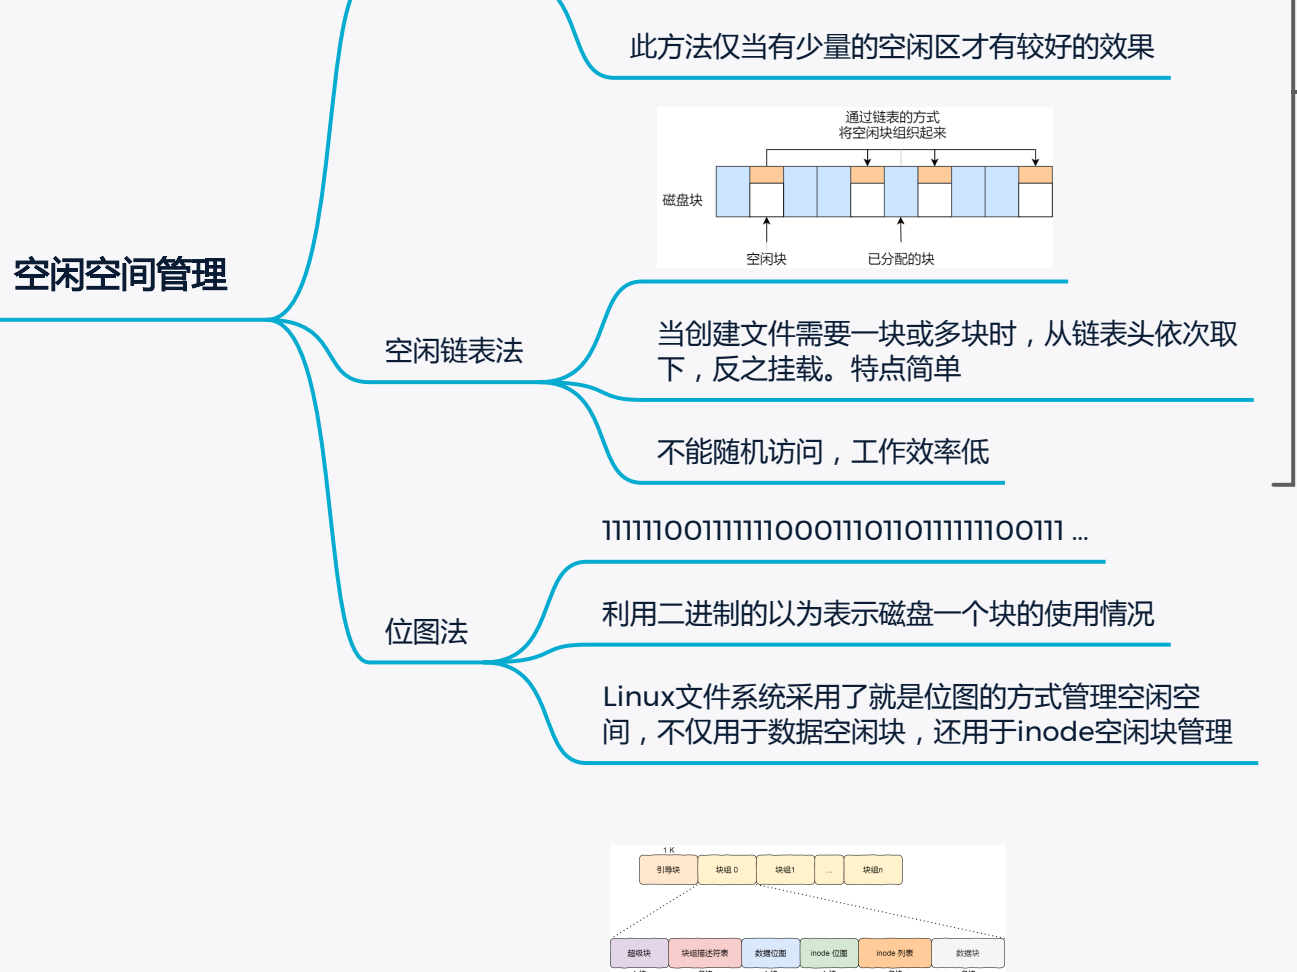 此方法仅当有少量的空闲区才有较好的效果
通过链表的方式
将空闲块组织起来
磁盘块
空闲块
已分配的块
空闲空间管理
空闲链表法
当创建文件需要一块或多块时，从链表头依次取
下，反之挂载。特点简单
不能随机访问，工作效率低
11111100111111110001110110111111100111 ...
位图法
利用二进制的以为表示磁盘一个块的使用情况
Linux文件系统采用了就是位图的方式管理空闲空
间，不仅用于数据空闲块，还用于inode空闲块管理
1 K
引导块
块组 0
块组1
...
块组n
超级块
块组描述符表
数据位图
inode 位图
inode 列表
数据块